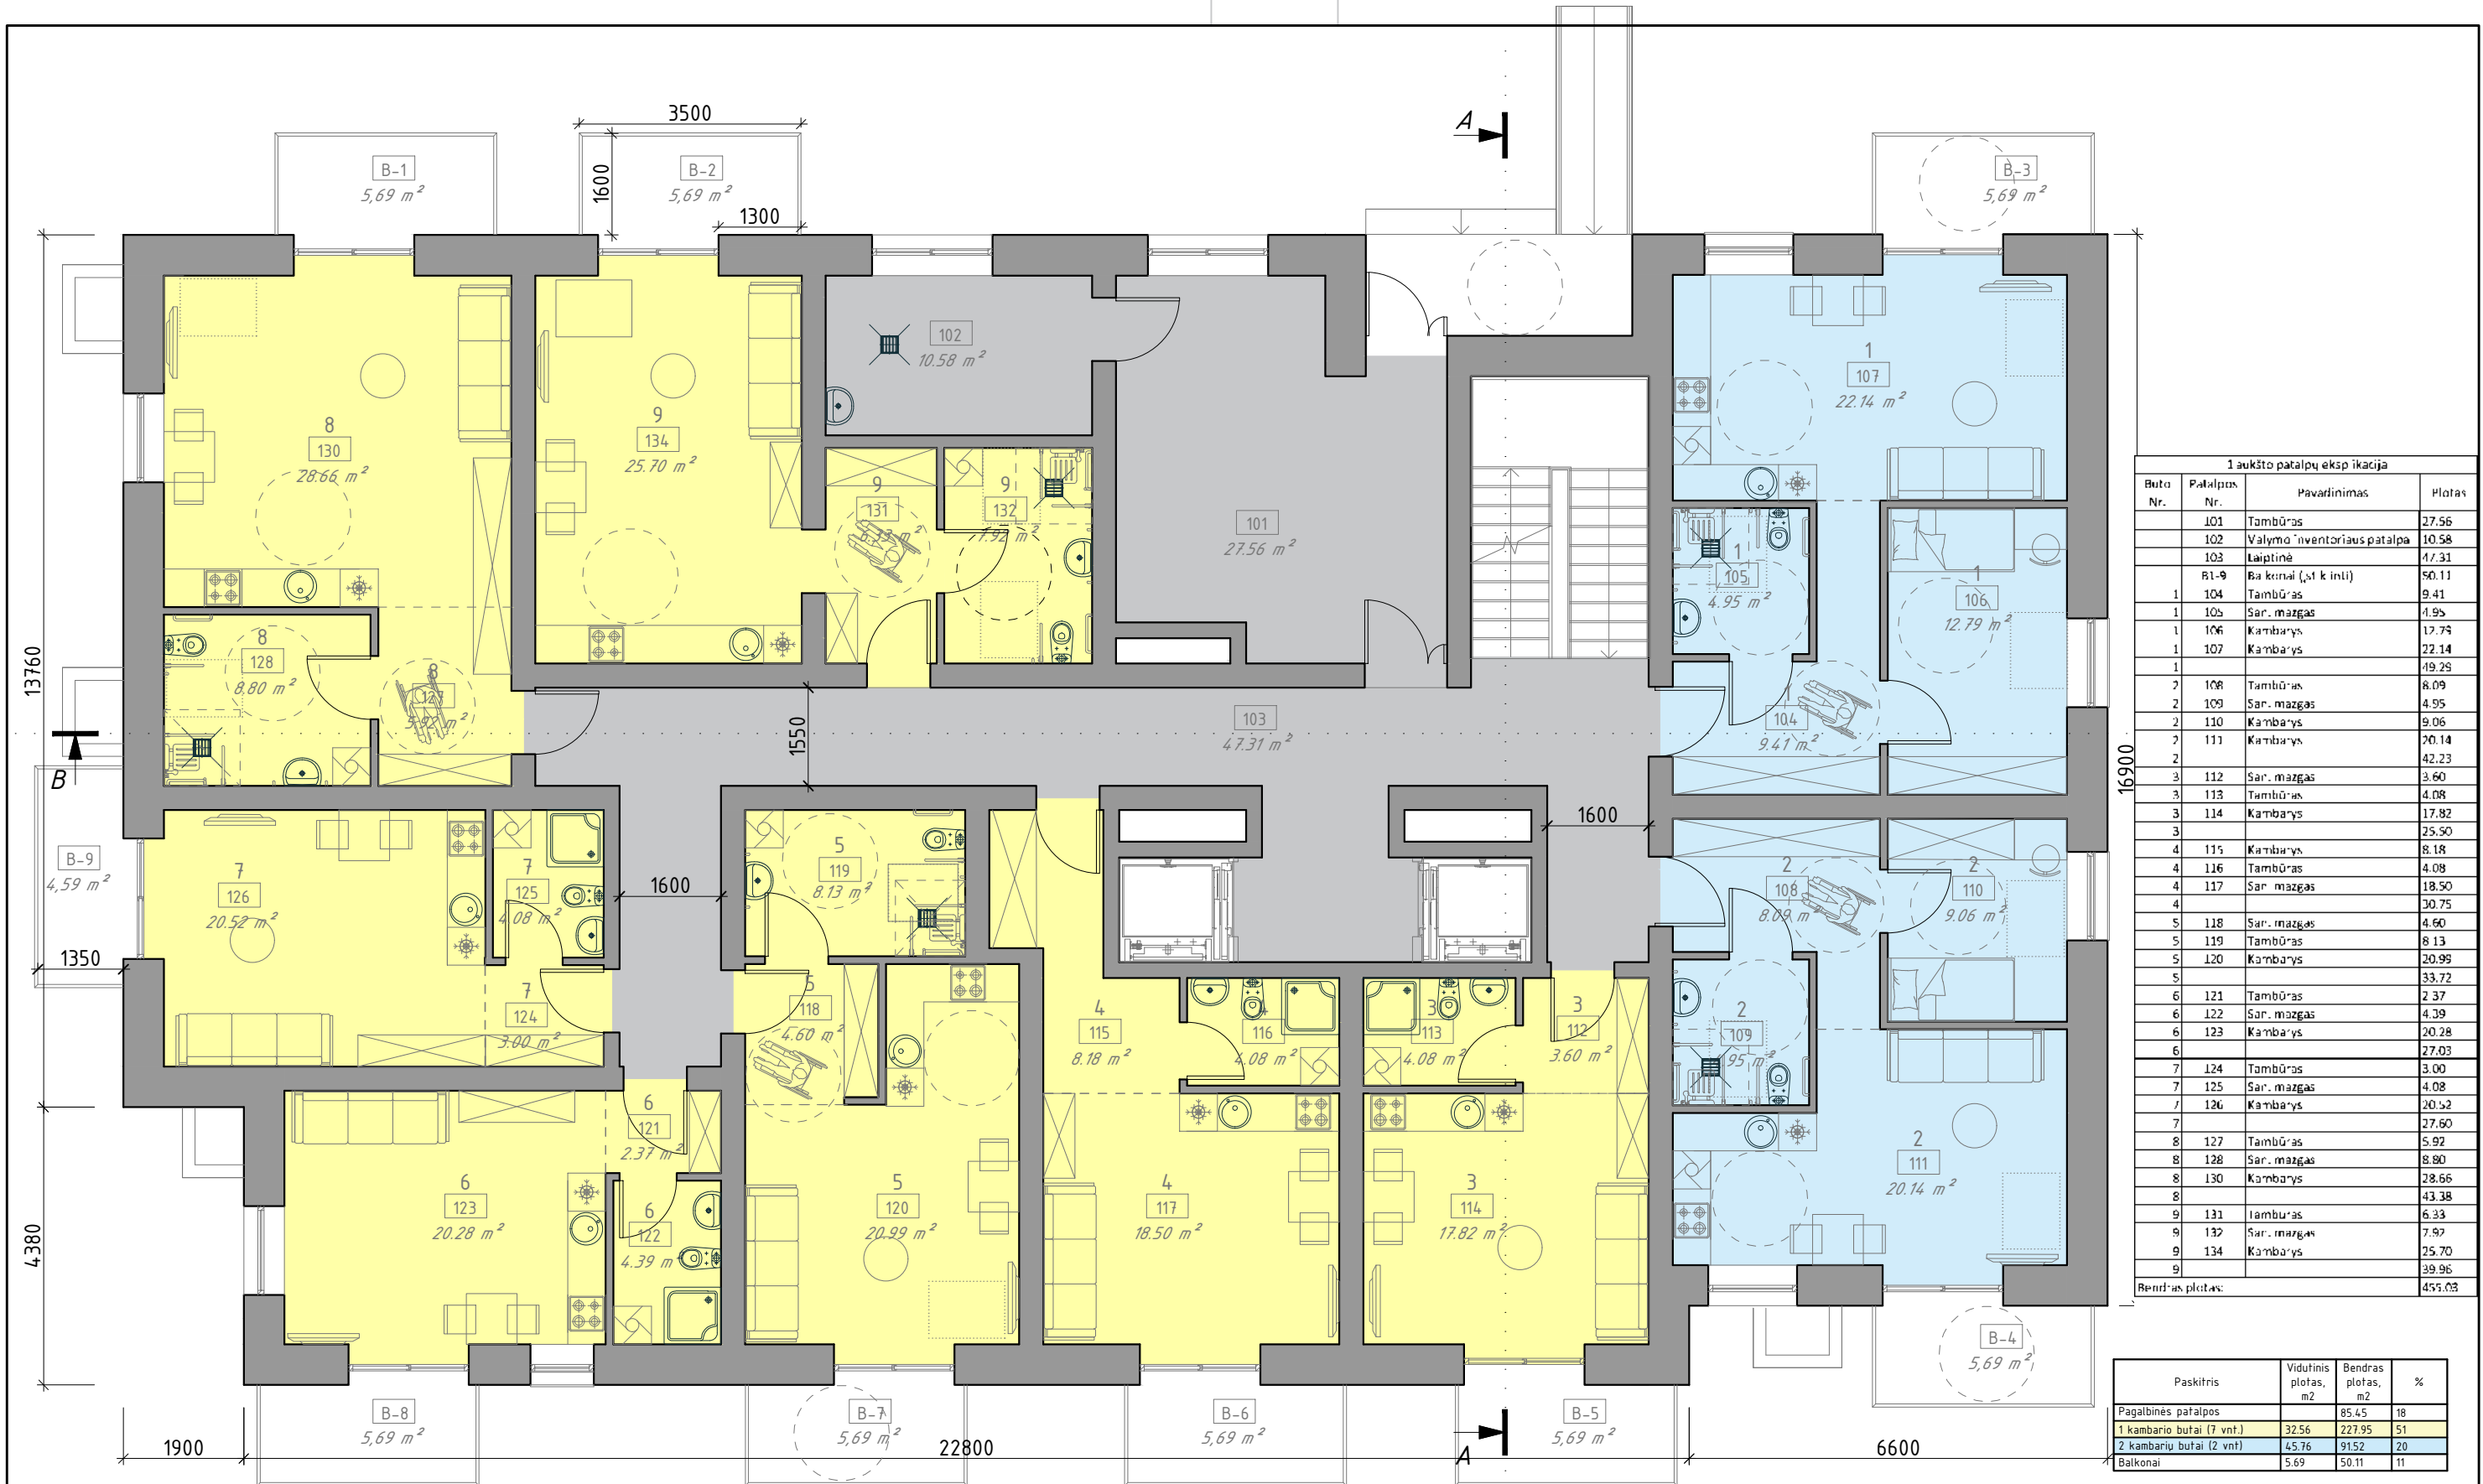 3500
A
B-1
5,69 m²
1600
B-2
5,69 m²
B-3
5,69 m²
1300
102
10.58 m²
1
107
22.14 m²
8
130
28.66 m²
9
134
25.70 m²
9
131
6.33 m²
9
132
7.92 m²
101
27.56 m²
1
105
4.95 m²
1
106
12.79 m²
13760
8
128
8.80 m²
8
127
5.92 m²
1550
103
47.31 m²
1
104
9.41 m²
B
16900
B-9
4,59 m²
1350
7
126
20.52 m²
7
125
4.08 m²
1600
5
119
8.13 m²
1600
2
108
8.09 m²
2
110
9.06 m²
7
124
3.00 m²
5
118
4.60 m²
4
115
8.18 m²
4
116
4.08 m²
3
113
4.08 m²
3
112
3.60 m²
2
109
4.95 m²
6
121
2.37 m²
4380
6
123
20.28 m²
6
122
4.39 m
5
120
20.99 m²
4
117
18.50 m²
3
114
17.82 m²
2
111
20.14 m²
B-8
5,69 m²
B-7
5,69 m²
B-6
5,69 m²
B-5
5,69 m²
B-4
5,69 m²
1900
22800
A
6600
1 aukšto patalpų eksp ikacija
Buto Nr. Patalpos Nr. Pavadinimas Plotas
101 Tambūras 27.56
102 Valymo inventoriaus patalpa 10.58
103 Laiptinė 47.31
B1-9 50.11
1 104 Tambūras 9.41
1 105 San. mazgas 4.95
1 106 Kambarys 12.79
1 107 Kambarys 22.14
1 49.29
2 108 Tambūras 8.09
2 109 San. mazgas 4.95
2 110 Kambarys 9.06
2 111 Kambarys 20.14
2 42.23
3 112 San. mazgas 3.60
3 113 Tambūras 4.08
3 114 Kambarys 17.82
3 25.50
4 115 Kambarys 8.18
4 116 Tambūras 4.08
4 117 San. mazgas 18.50
4 30.75
5 118 San. mazgas 4.60
5 119 Tambūras 8.13
5 120 Kambarys 20.99
5 33.72
6 121 Tambūras 2.37
6 122 San. mazgas 4.39
6 123 Kambarys 20.28
6 27.03
7 124 Tambūras 3.00
7 125 San. mazgas 4.08
7 126 Kambarys 20.52
7 27.60
8 127 Tambūras 5.92
8 128 San. mazgas 8.80
8 130 Kambarys 28.66
8 43.38
9 131 Tambūras 6.33
9 132 San. mazgas 7.92
9 134 Kambarys 25.70
9 39.96
Bendras plotas: 455.03
Paskitris Vidutinis plotas, m2 Bendras plotas, m2 %
Pagalbinės patalpos 85.45 18
1 kambario butai (7 vnt.) 32.56 227.95 51
2 kambarių butai (2 vnt) 45.76 91.52 20
Balkonai 5.69 50.11 11